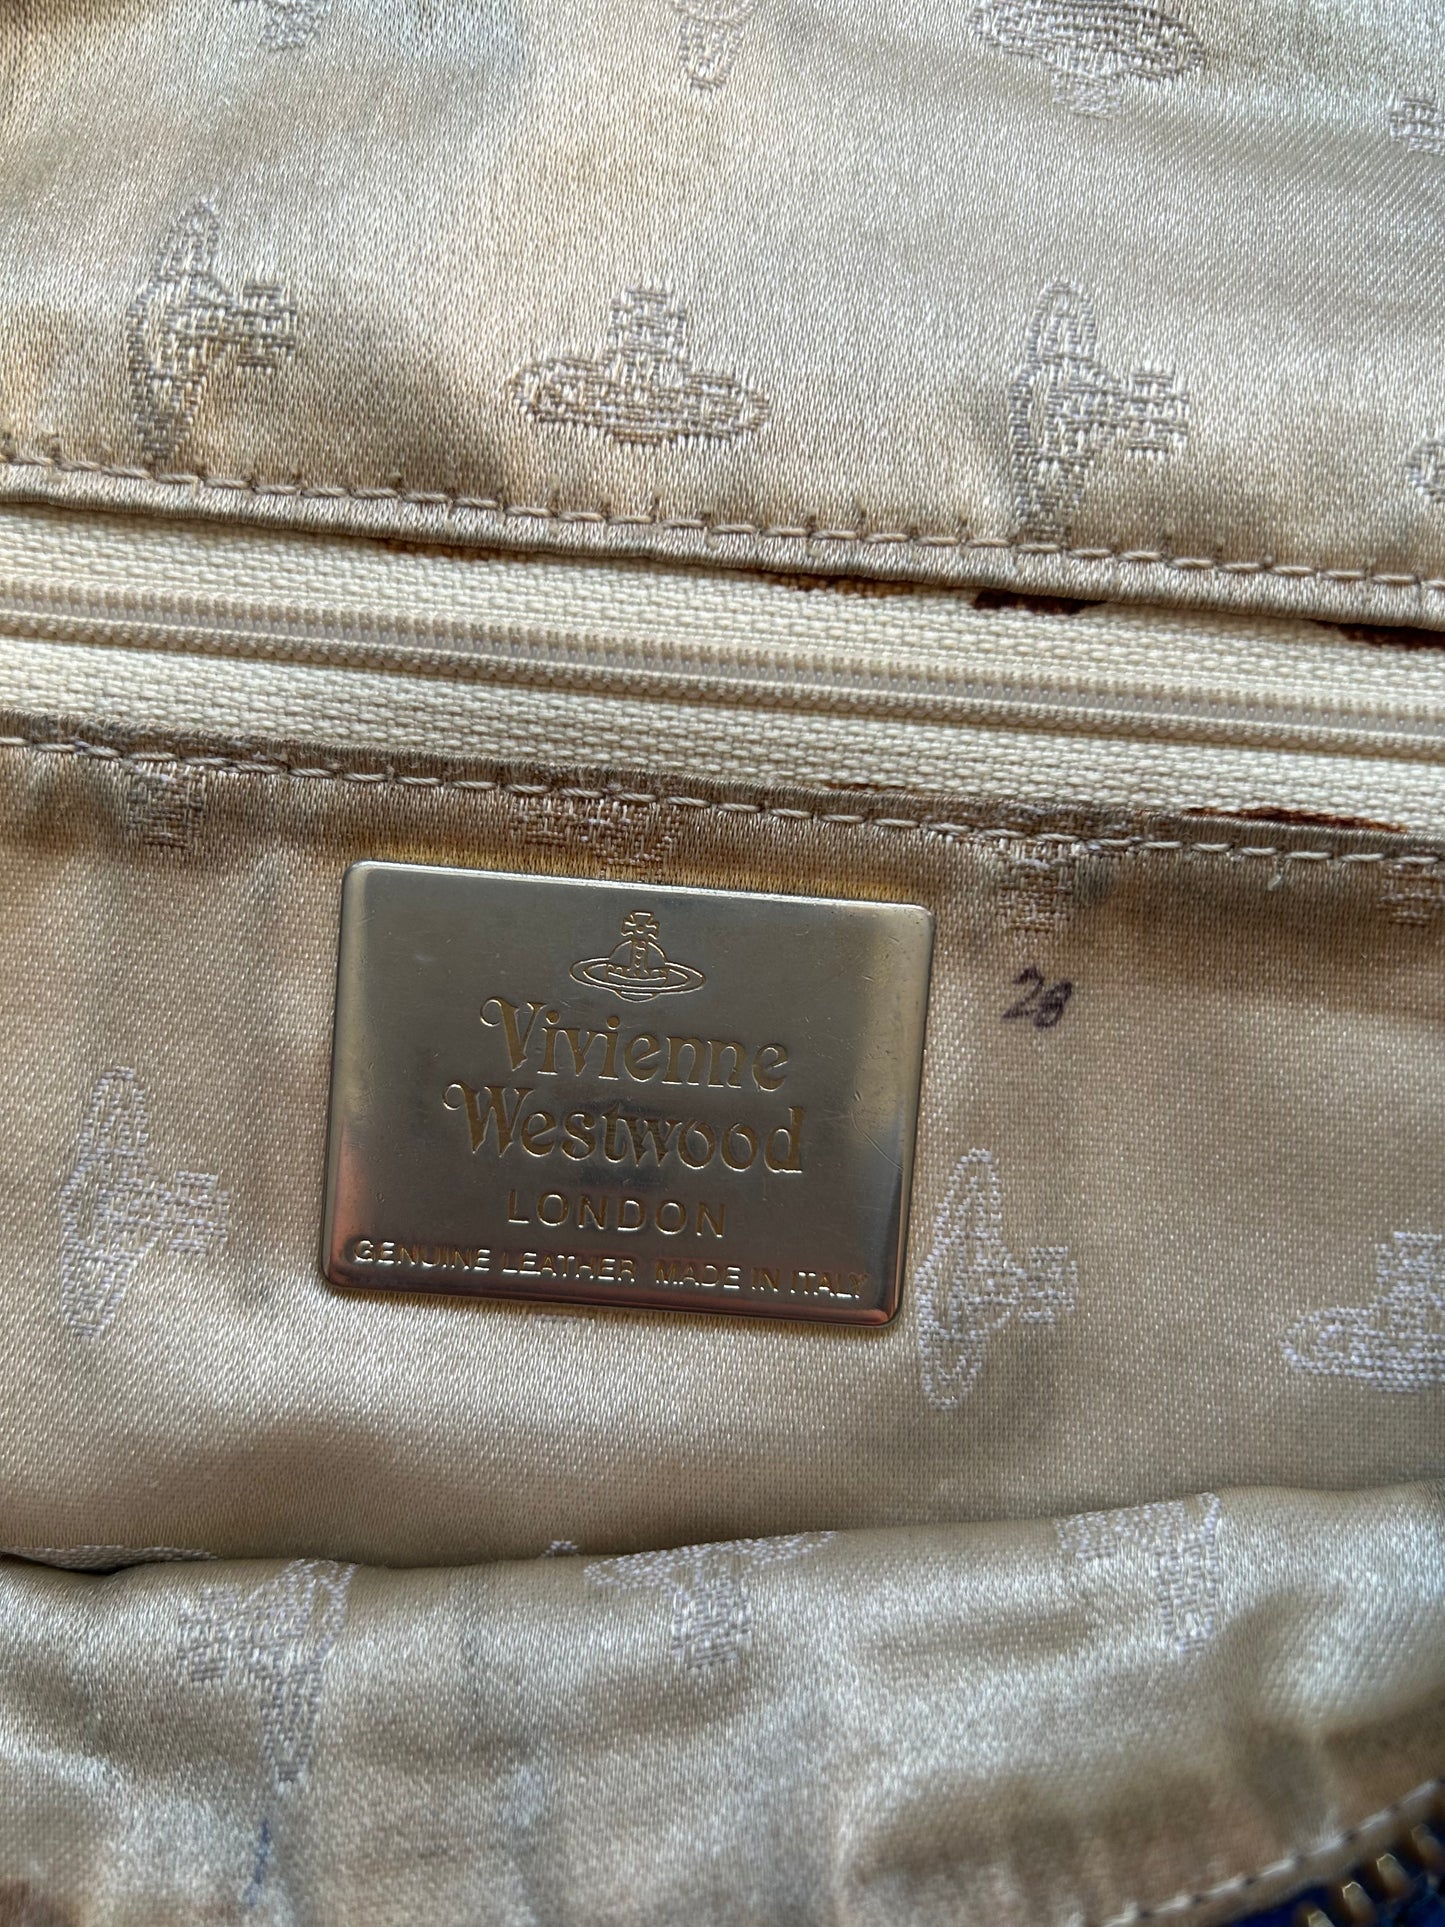 Vivienne
Westwood
LONDON
GENUINE LEATHER MADE IN ITALY
28